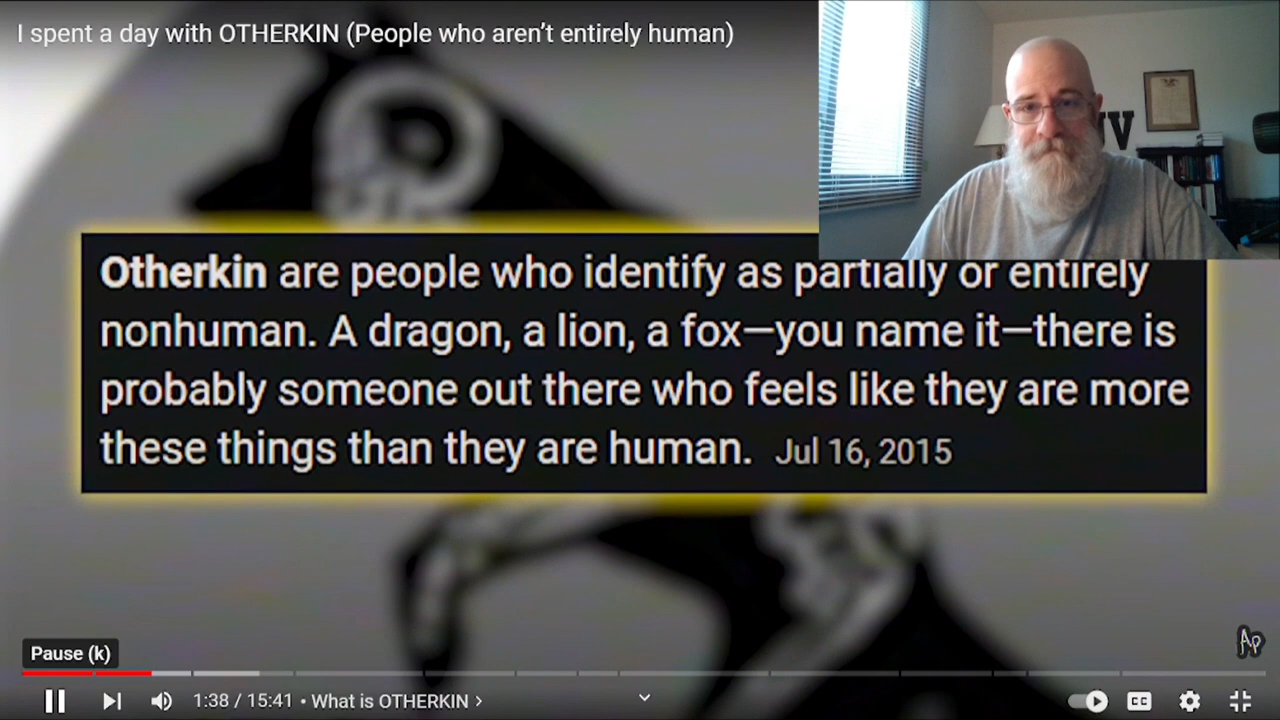 I spent a day with OTHERKIN (People who aren't entirely human)
V
Otherkin are people who identify as partially or entirely
nonhuman. A dragon, a lion, a fox—you name it—there is
probably someone out there who feels like they are more
these things than they are human. Jul 16, 2015
AP
Pause (k)
1:38 / 15:41 • What is OTHERKIN >
CC